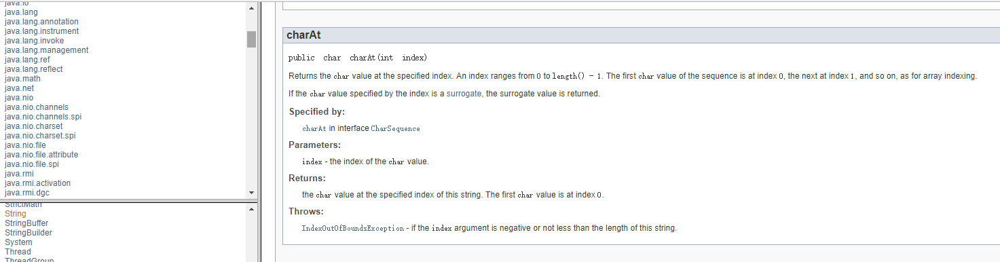 java.io
java.lang
java.lang.annotation
java.lang.instrument
java.lang.invoke
java.lang.management
java.lang.ref
java.lang.reflect
java.math
java.net
java.nio
java.nio.channels
java.nio.channels.spi
java.nio.charset
java.nio.charset.spi
java.nio.file
java.nio.file.attribute
java.nio.file.spi
java.rmi
java.rmi.activation
java.rmi.dgc
StrictMath
String
StringBuffer
StringBuilder
System
Thread
ThreadGroup
charAt
public char charAt(int index)
Returns the char value at the specified index. An index ranges from 0 to length() - 1. The first char value of the sequence is at index 0, the next at index 1, and so on, as for array indexing.
If the char value specified by the index is a surrogate, the surrogate value is returned.
Specified by:
charAt in interface CharSequence
Parameters:
index - the index of the char value.
Returns:
the char value at the specified index of this string. The first char value is at index 0.
Throws:
IndexOutOfBoundsException - if the index argument is negative or not less than the length of this string.